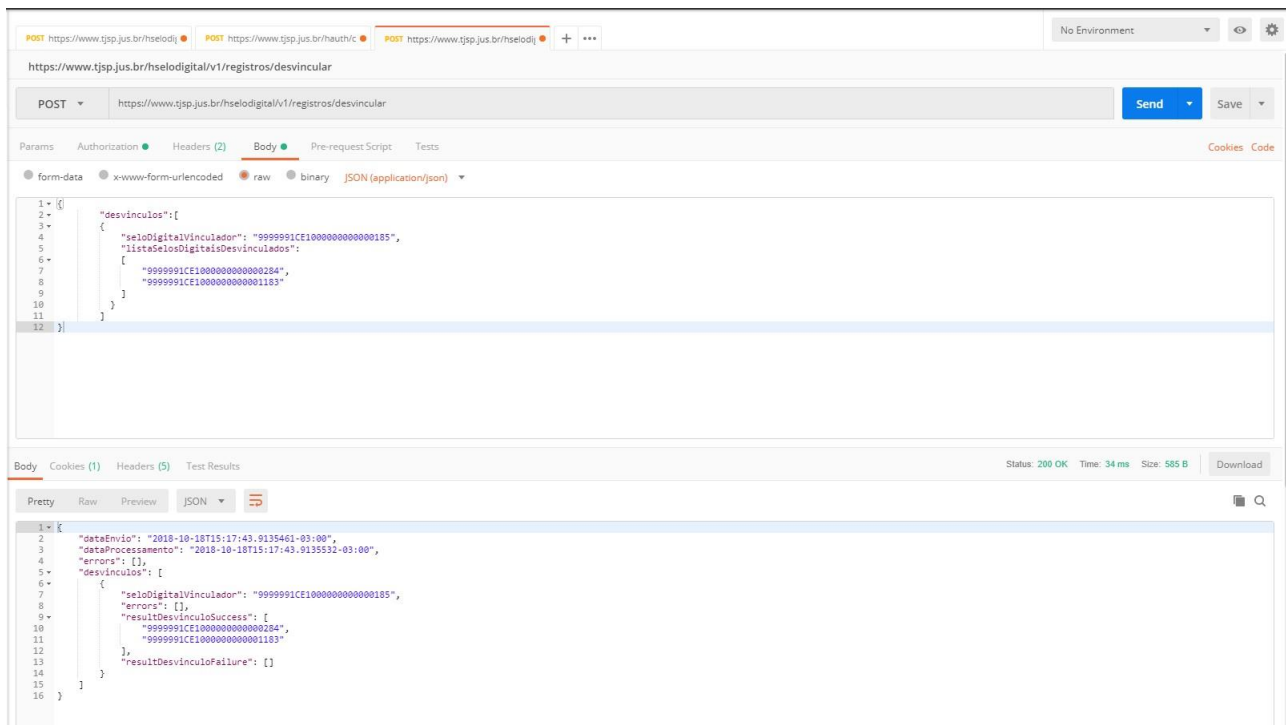 POST https://www.tjsp.jus.br/hselodig POST https://www.tjsp.jus.br/hauth/c POST https://www.tjsp.jus.br/hselodig + ••• No Environment
https://www.tjsp.jus.br/hselodigital/v1/registros/desvincular
POST https://www.tjsp.jus.br/hselodigital/v1/registros/desvincular Send Save
Params Authorization Headers (2) Body Pre-request Script Tests Cookies Code
form-data x-www-form-urlencoded raw binary JSON (application/json)
1 {
2 "desvinculos":[
3 {
4 "seloDigitalVinculador": "9999991CE1000000000000185",
5 "listaSelosDigitaisDesvinculados":
6 [
7 "9999991CE1000000000000284",
8 "9999991CE1000000000001183"
9 ]
10 }
11 ]
12 }
Body Cookies (1) Headers (5) Test Results Status: 200 OK Time: 34 ms Size: 585 B Download
Pretty Raw Preview JSON
1 {
2 "dataEnvio": "2018-10-18T15:17:43.9135461-03:00",
3 "dataProcessamento": "2018-10-18T15:17:43.9135532-03:00",
4 "errors": [],
5 "desvinculos": [
6 {
7 "seloDigitalVinculador": "9999991CE1000000000000185",
8 "errors": [],
9 "resultDesvinculoSuccess": [
10 "9999991CE1000000000000284",
11 "9999991CE1000000000001183"
12 ],
13 "resultDesvinculoFailure": []
14 }
15 ]
16 }